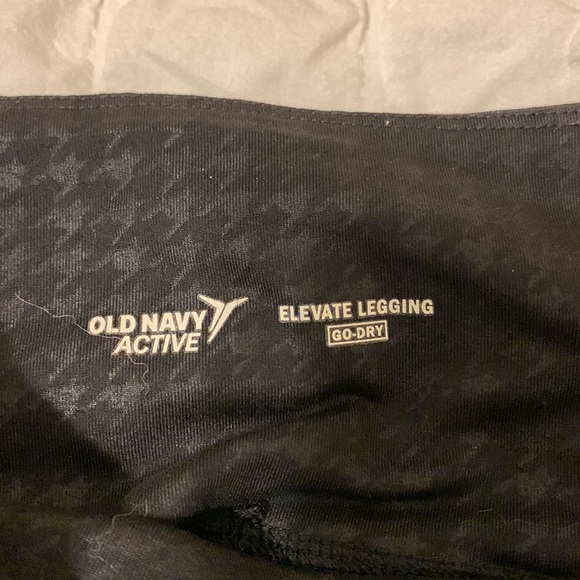 OLD NAVY
ACTIVE
ELEVATE LEGGING
GO-DRY